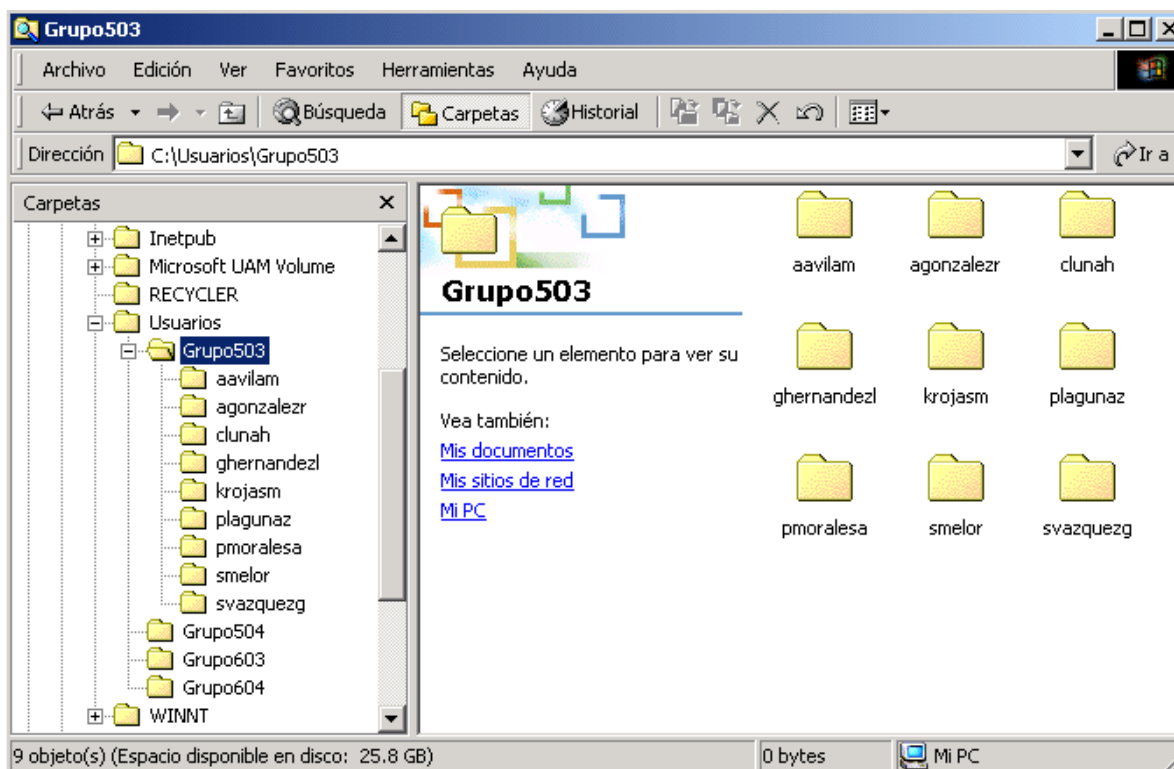 Grupo503
Archivo Edición Ver Favoritos Herramientas Ayuda
Atrás Búsqueda Carpetas Historial
Dirección C:\Usuarios\Grupo503 Ir a
Carpetas
Inetpub
Microsoft UAM Volume
RECYCLER
Usuarios
Grupo503
aavilam
agonzalezr
clunah
ghernandezl
krojasm
plagunaz
pmoralesa
smelor
svazquezg
Grupo504
Grupo603
Grupo604
WINNT
Grupo503
Seleccione un elemento para ver su
contenido.
Vea también:
Mis documentos
Mis sitios de red
Mi PC
aavilam agonzalezr clunah
ghernandezl krojasm plagunaz
pmoralesa smelor svazquezg
9 objeto(s) (Espacio disponible en disco: 25.8 GB) 0 bytes Mi PC